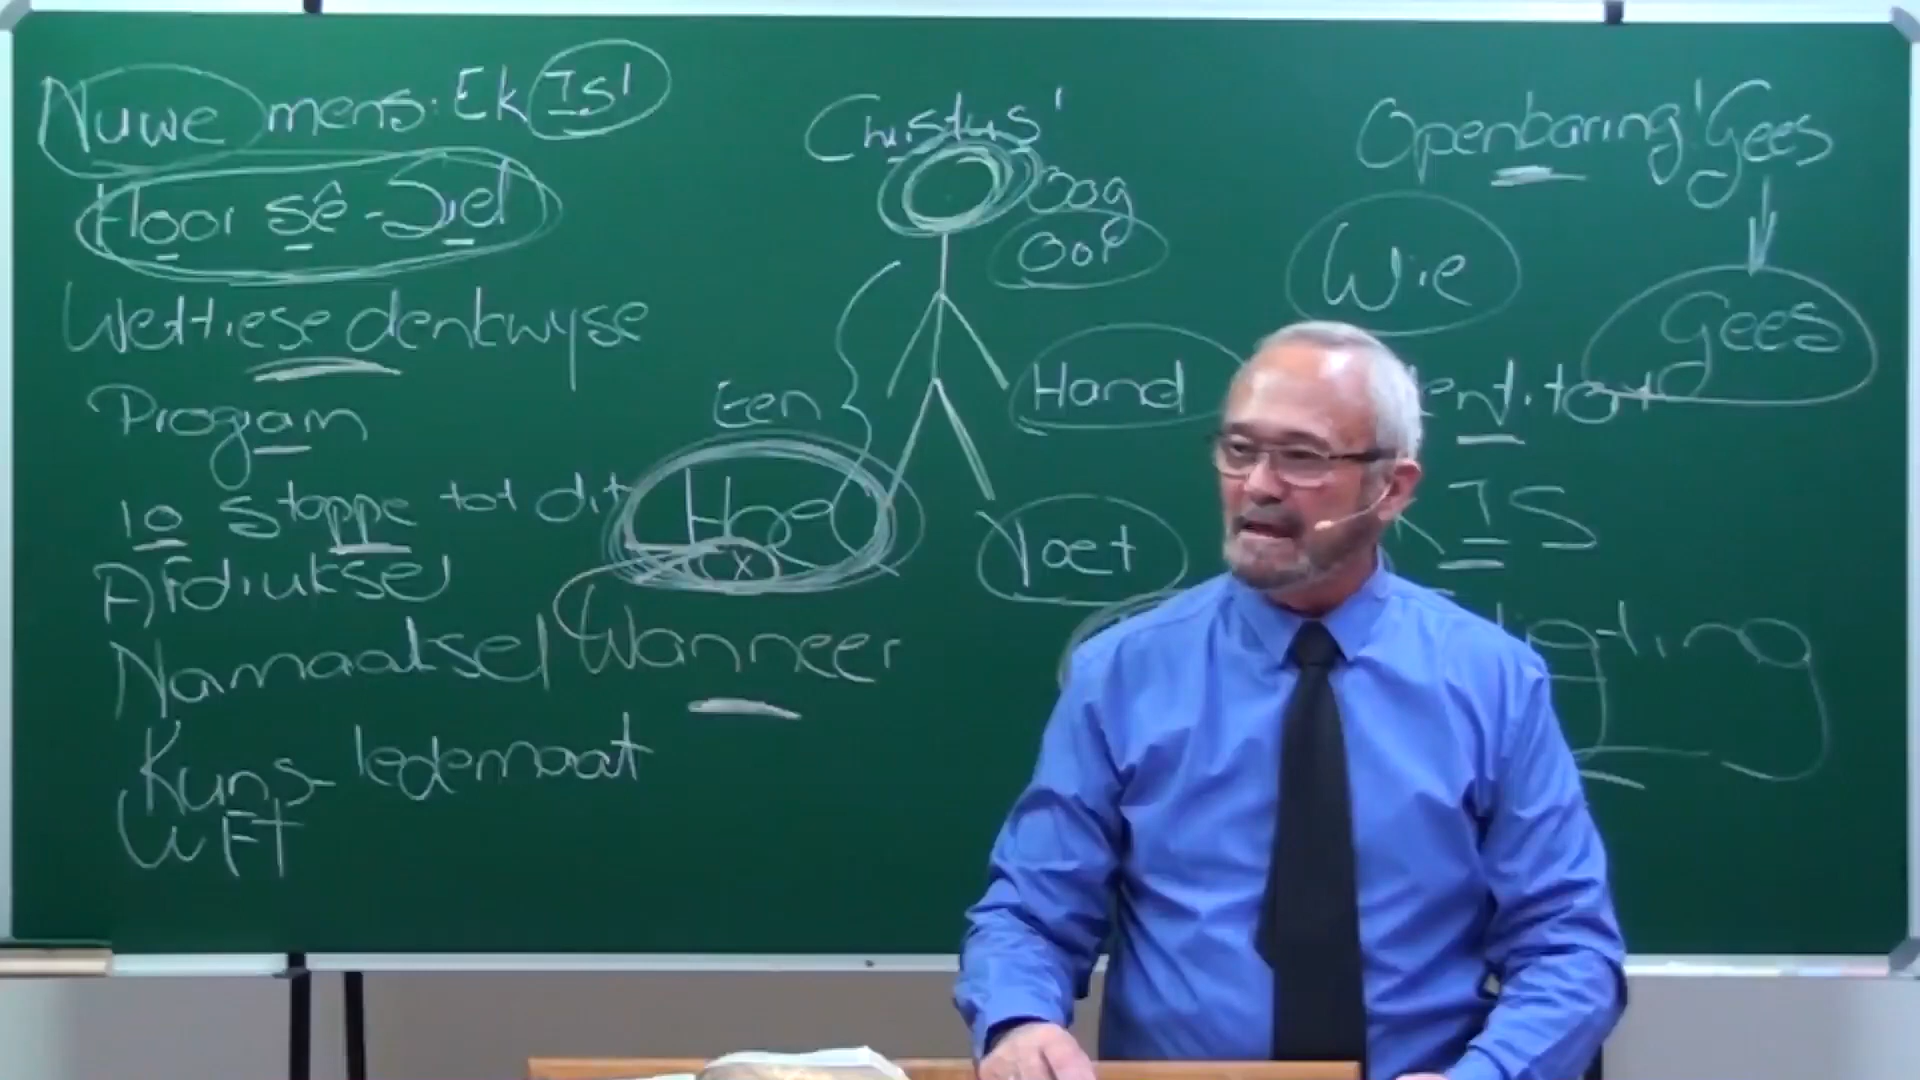 Nuwe mens: Ek Is!
Hoor sê - Siel
Wettiese denkwyse
Program
10 Stappe tot dit
Afdruksel
Namaaksel
Kuns ledemaat
WET
Christus!
Oog
Oor
Hand
Een
Hoe
x
Voet
Wanneer
Openbaring! Gees
Wie
Gees
IS